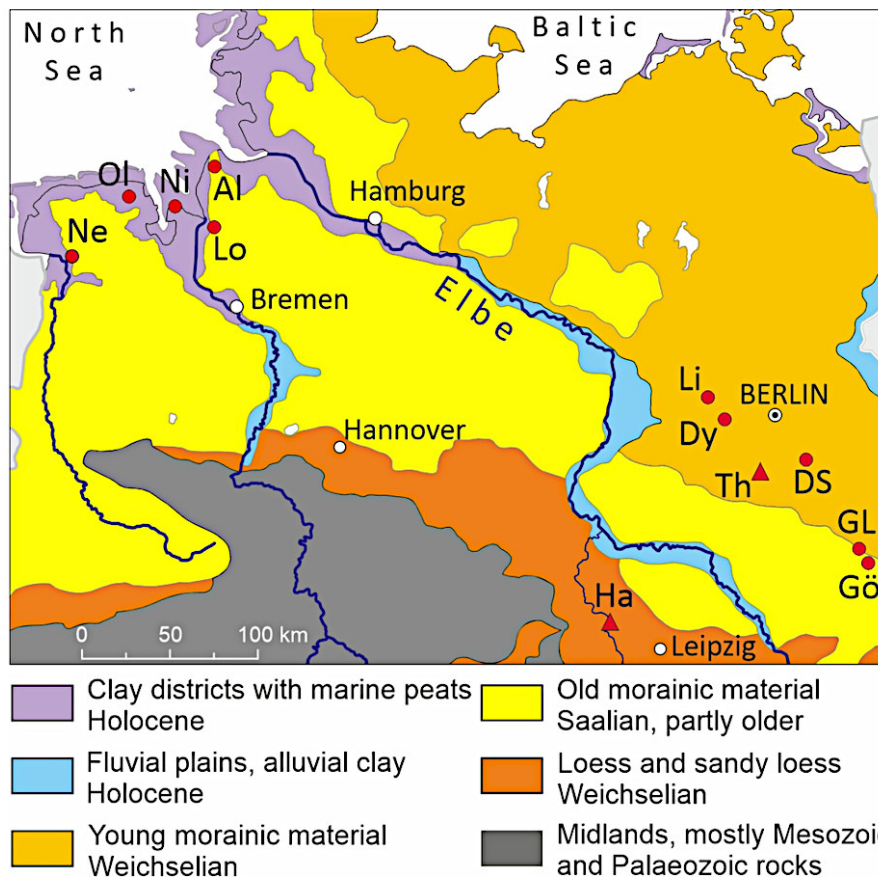 North
Sea
Baltic
Sea
Ol
Ni
Al
Hamburg
Ne
Lo
Elbe
Bremen
Li
BERLIN
Dy
Hannover
Th
DS
GL
Gö
Ha
Leipzig
0 50 100 km
Clay districts with marine peats
Holocene
Fluvial plains, alluvial clay
Holocene
Young morainic material
Weichselian
Old morainic material
Saalian, partly older
Loess and sandy loess
Weichselian
Midlands, mostly Mesozoi
and Palaeozoic rocks